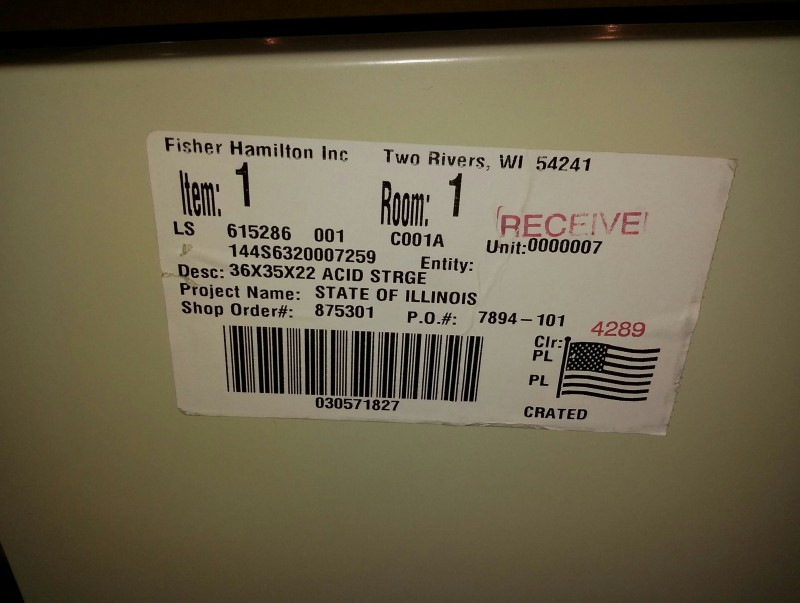 Fisher Hamilton Inc Two Rivers, WI 54241
Item: 1 Room: 1
RECEIVE
LS 615286 001 C001A Unit:0000007
144S6320007259 Entity:
Desc: 36X35X22 ACID STRGE
Project Name: STATE OF ILLINOIS
Shop Order#: 875301 P.O.#: 7894-101
4289
Clr:
PL
PL
030571827
CRATED